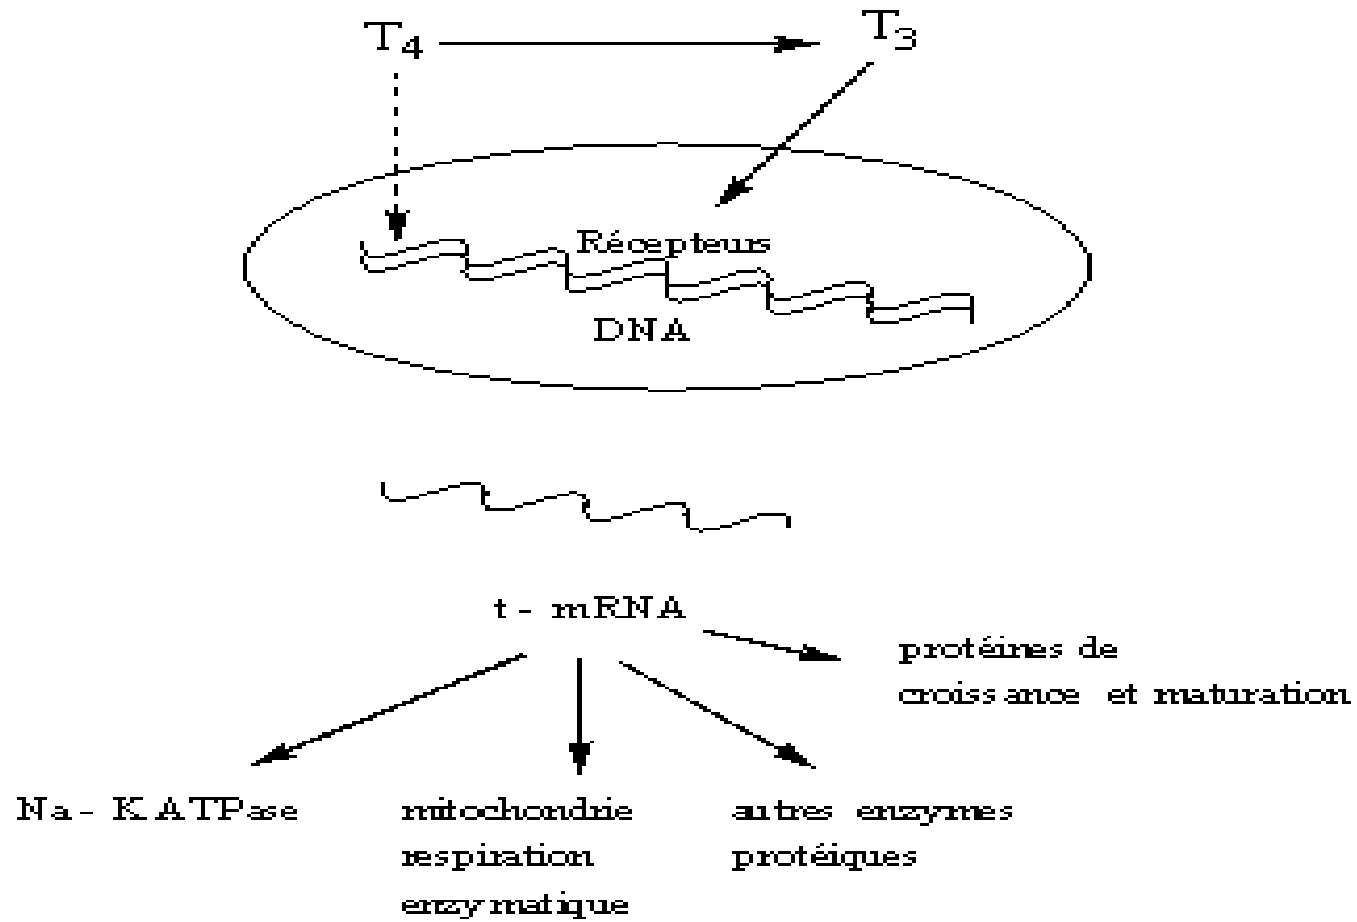 T4
T3
Récepteurs
DNA
t - mRNA
protéines de
croissance et maturation
Na - K ATPase
mitochondrie
respiration
enzymatique
autres enzymes
protéiques